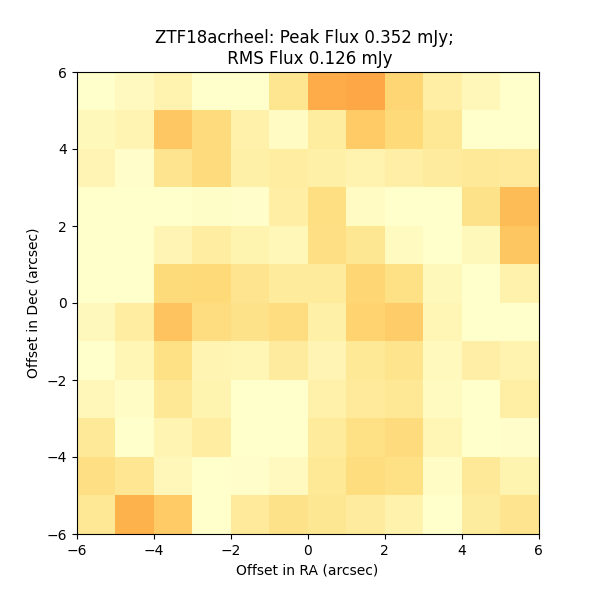 ZTF18acrheel: Peak Flux 0.352 mJy;
RMS Flux 0.126 mJy
6
4
2
0
−2
−4
−6
Offset in Dec (arcsec)
−6 −4 −2 0 2 4 6
Offset in RA (arcsec)